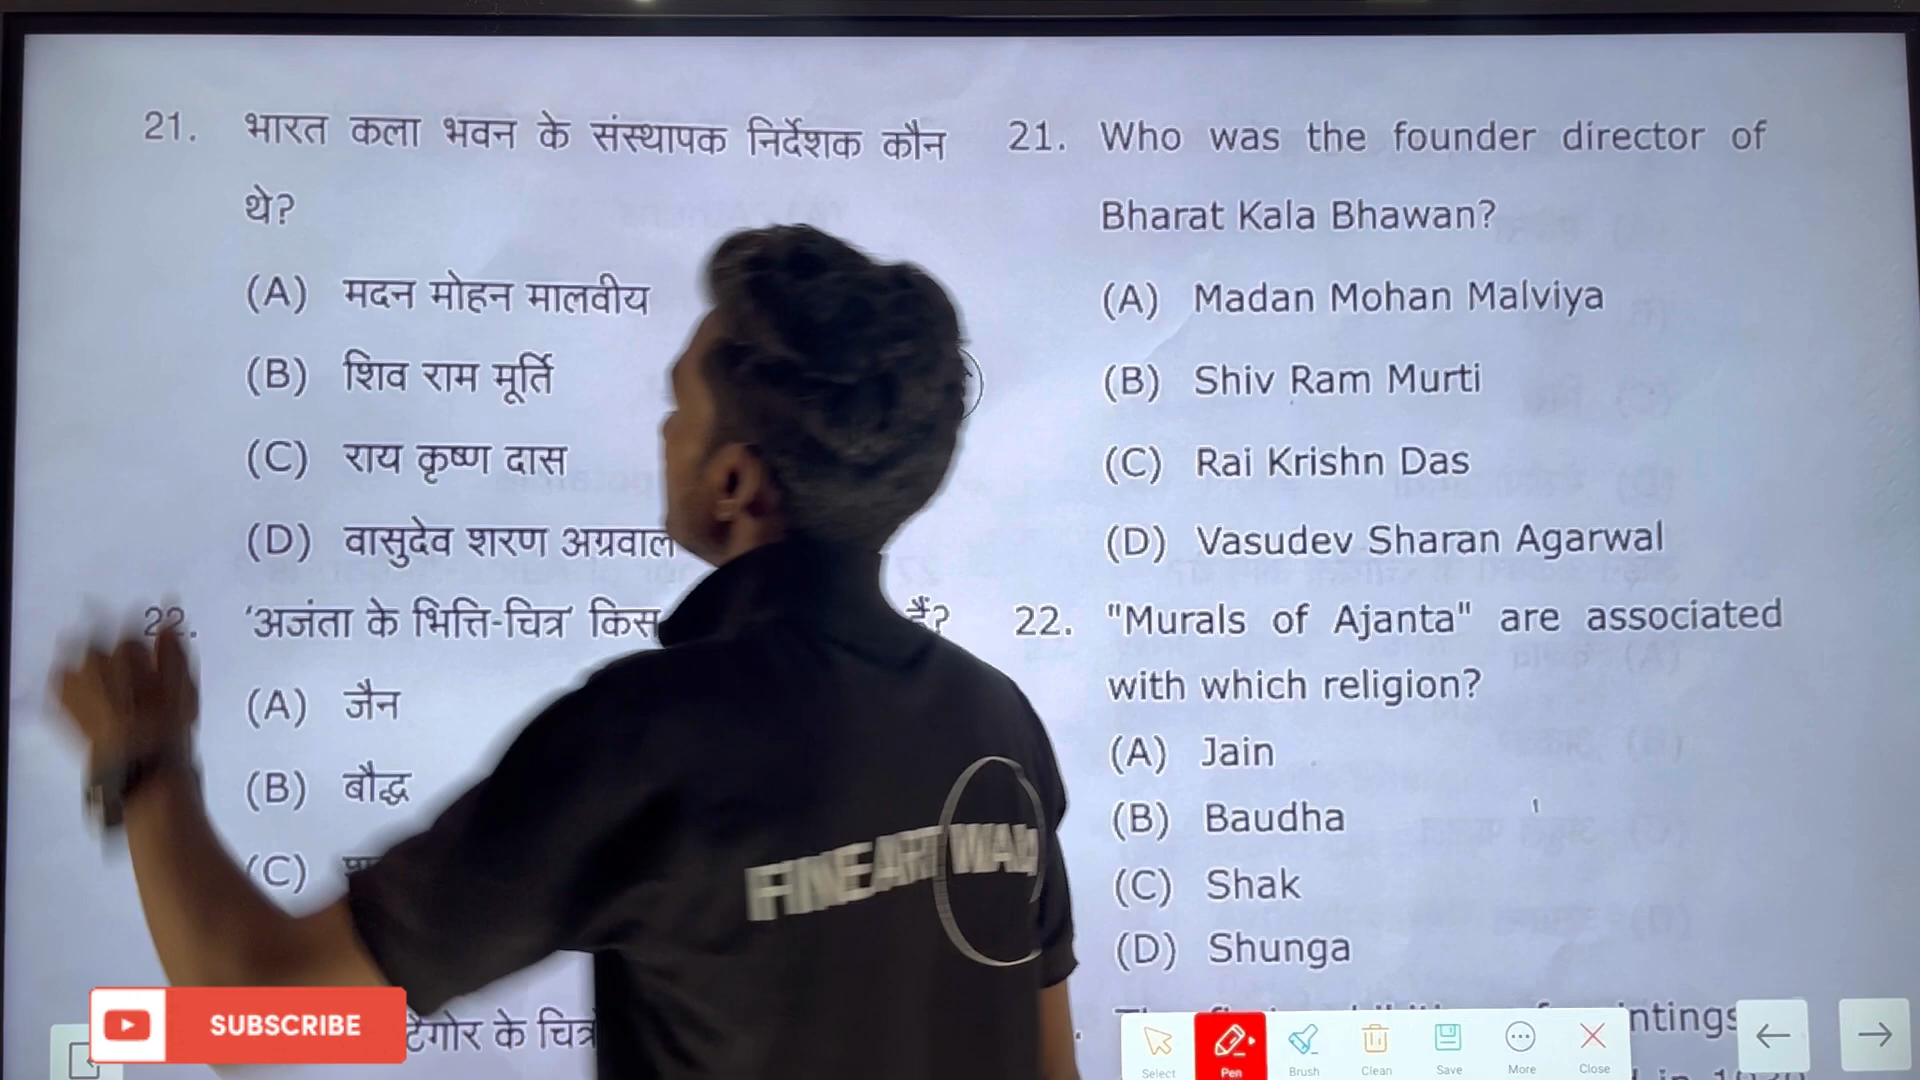 21. भारत कला भवन के संस्थापक निर्देशक कौन
थे?
(A) मदन मोहन मालवीय
(B) शिव राम मूर्ति
(C) राय कृष्ण दास
(D) वासुदेव शरण अग्रवाल
22. 'अजंता के भित्ति-चित्र' किस हैं?
(A) जैन
(B) बौद्ध
(C)
टैगोर के
21. Who was the founder director of
Bharat Kala Bhawan?
(A) Madan Mohan Malviya
(B) Shiv Ram Murti
(C) Rai Krishn Das
(D) Vasudev Sharan Agarwal
22. "Murals of Ajanta" are associated
with which religion?
(A) Jain
(B) Baudha
(C) Shak
(D) Shunga
FINEART WALA
SUBSCRIBE
Select
Pen
Brush
Clean
Save
More
Close